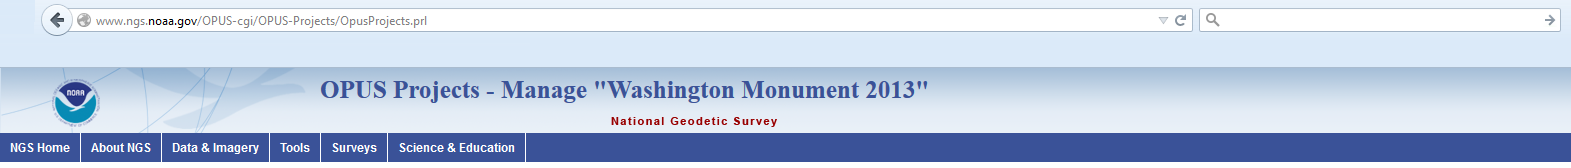 www.ngs.noaa.gov/OPUS-cgi/OPUS-Projects/OpusProjects.prl
NOAA
OPUS Projects - Manage "Washington Monument 2013"
National Geodetic Survey
NGS Home About NGS Data & Imagery Tools Surveys Science & Education